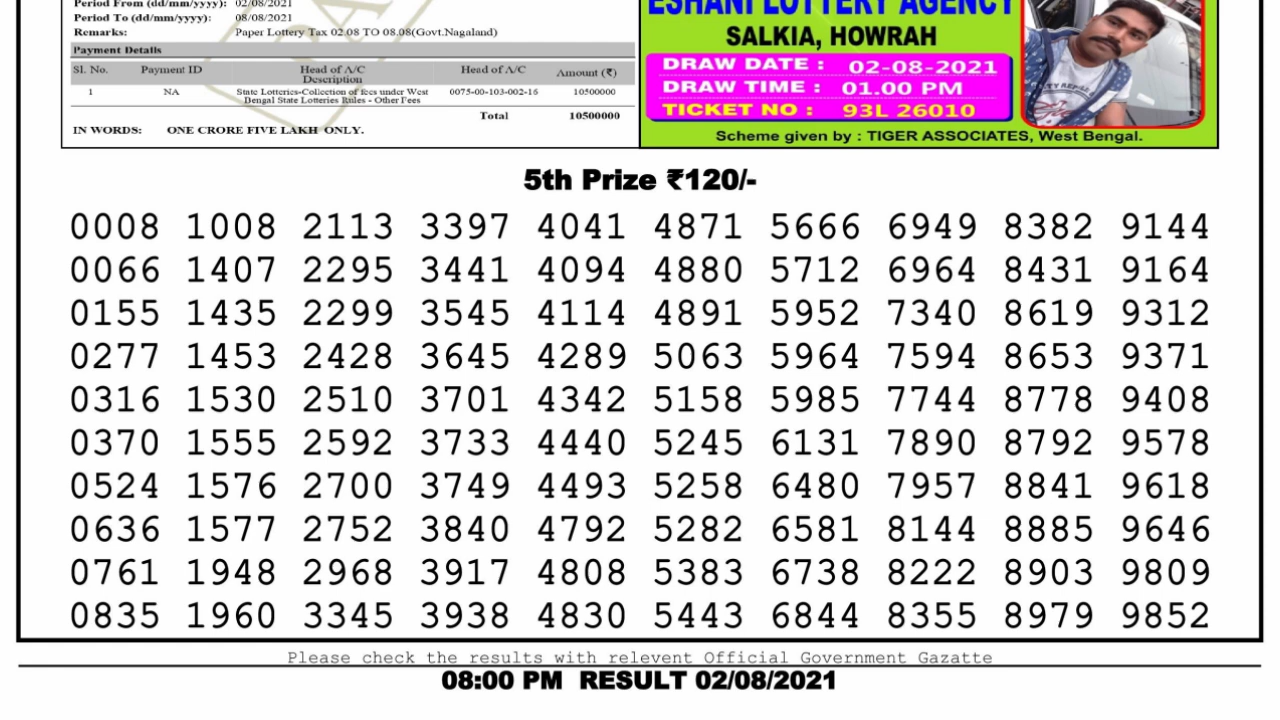 Period From (dd/mm/yyyy): 02/08/2021
Period To (dd/mm/yyyy): 08/08/2021
Remarks: Paper Lottery Tax 02.08 TO 08.08(Govt.Nagaland)
Payment Details
Sl. No. Payment ID Head of A/C Description Head of A/C Amount (₹)
1 NA State Lotteries-Collection of fees under West Bengal State Lotteries Rules - Other Fees 0075-00-103-002-16 10500000
Total 10500000
IN WORDS: ONE CRORE FIVE LAKH ONLY.
ESHANI LOTTERY AGENCY
SALKIA, HOWRAH
DRAW DATE : 02-08-2021
DRAW TIME : 01.00 PM
TICKET NO : 93L 26010
Scheme given by : TIGER ASSOCIATES, West Bengal.
5th Prize ₹120/-
0008 1008 2113 3397 4041 4871 5666 6949 8382 9144
0066 1407 2295 3441 4094 4880 5712 6964 8431 9164
0155 1435 2299 3545 4114 4891 5952 7340 8619 9312
0277 1453 2428 3645 4289 5063 5964 7594 8653 9371
0316 1530 2510 3701 4342 5158 5985 7744 8778 9408
0370 1555 2592 3733 4440 5245 6131 7890 8792 9578
0524 1576 2700 3749 4493 5258 6480 7957 8841 9618
0636 1577 2752 3840 4792 5282 6581 8144 8885 9646
0761 1948 2968 3917 4808 5383 6738 8222 8903 9809
0835 1960 3345 3938 4830 5443 6844 8355 8979 9852
Please check the results with relevent Official Government Gazatte
08:00 PM RESULT 02/08/2021